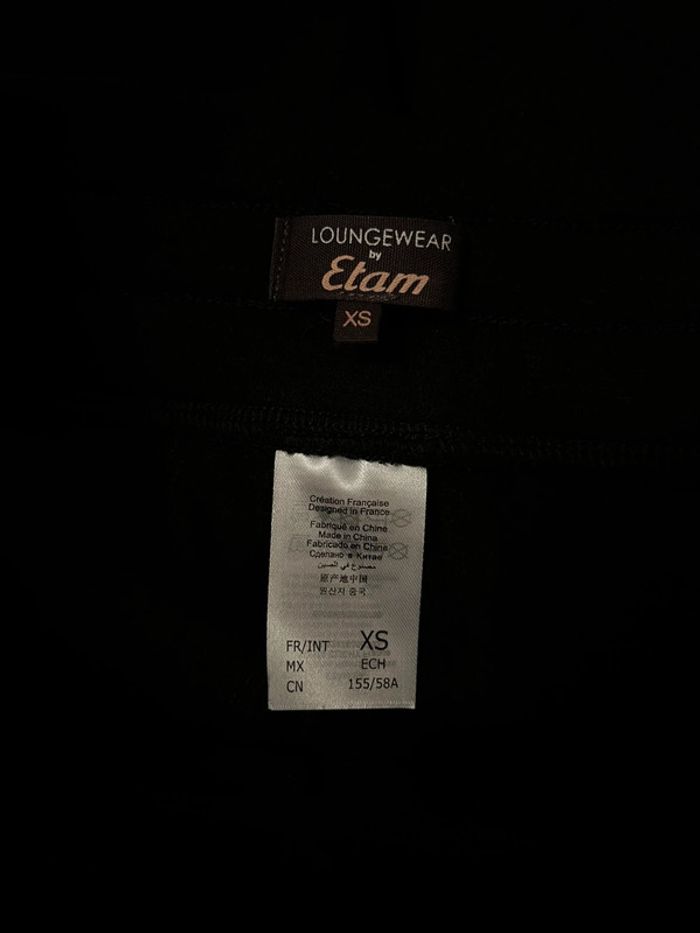 LOUNGEWEAR
by
Etam
XS
Création Française
Designed in France
Fabriqué en Chine
Made in China
Fabricado en Chine
Сделано в Китае
مصنوع في الصين
原产地中国
원산지 중국
FR/INT XS
MX ECH
CN 155/58A